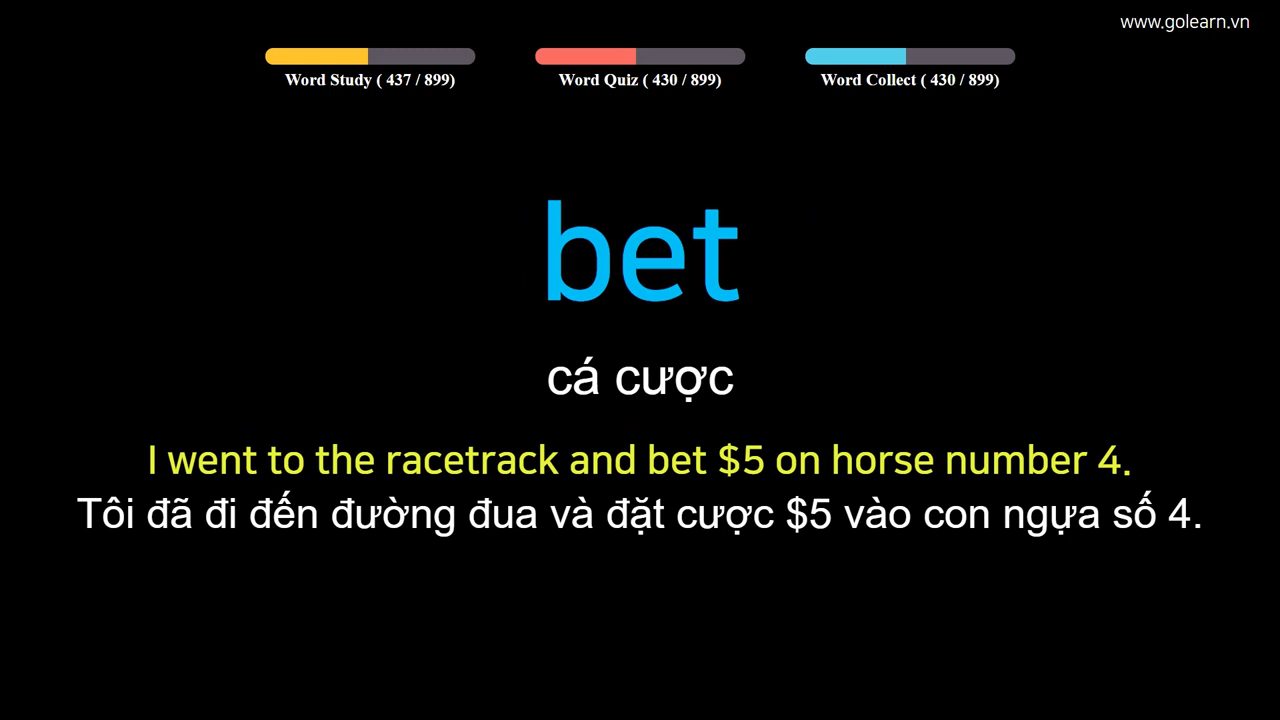 www.golearn.vn
Word Study ( 437 / 899) Word Quiz ( 430 / 899) Word Collect ( 430 / 899)
bet
cá cược
I went to the racetrack and bet $5 on horse number 4.
Tôi đã đi đến đường đua và đặt cược $5 vào con ngựa số 4.